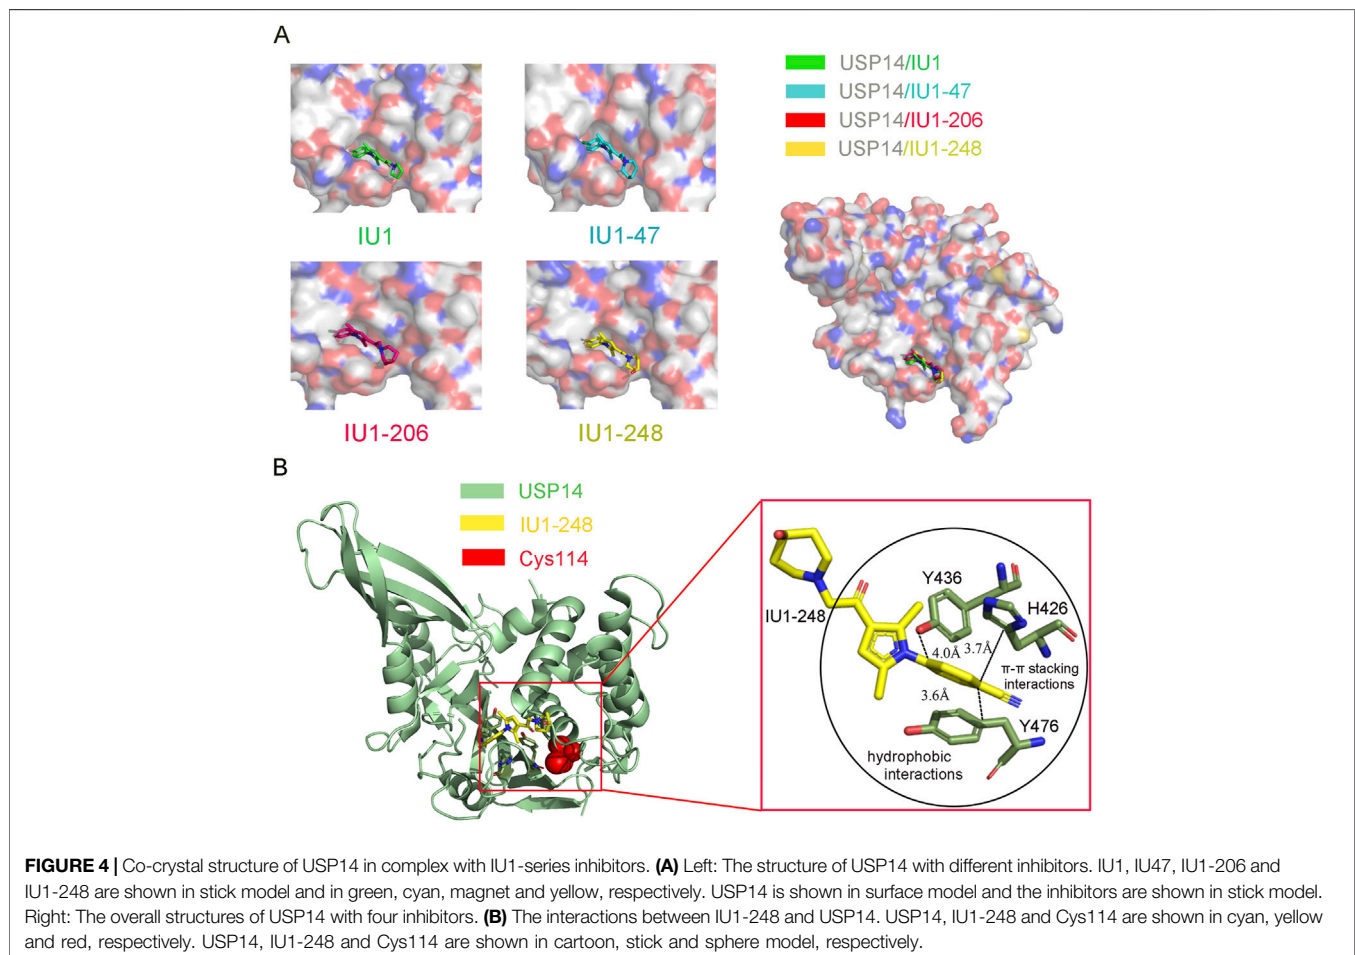 A
USP14/IU1
USP14/IU1-47
USP14/IU1-206
USP14/IU1-248
IU1
IU1-47
IU1-206
IU1-248
B
USP14
IU1-248
Cys114
Y436
H426
IU1-248
4.0Å
3.7Å
π-π stacking
interactions
3.6Å
Y476
hydrophobic
interactions
FIGURE 4 | Co-crystal structure of USP14 in complex with IU1-series inhibitors. (A) Left: The structure of USP14 with different inhibitors. IU1, IU47, IU1-206 and
IU1-248 are shown in stick model and in green, cyan, magnet and yellow, respectively. USP14 is shown in surface model and the inhibitors are shown in stick model.
Right: The overall structures of USP14 with four inhibitors. (B) The interactions between IU1-248 and USP14. USP14, IU1-248 and Cys114 are shown in cyan, yellow
and red, respectively. USP14, IU1-248 and Cys114 are shown in cartoon, stick and sphere model, respectively.